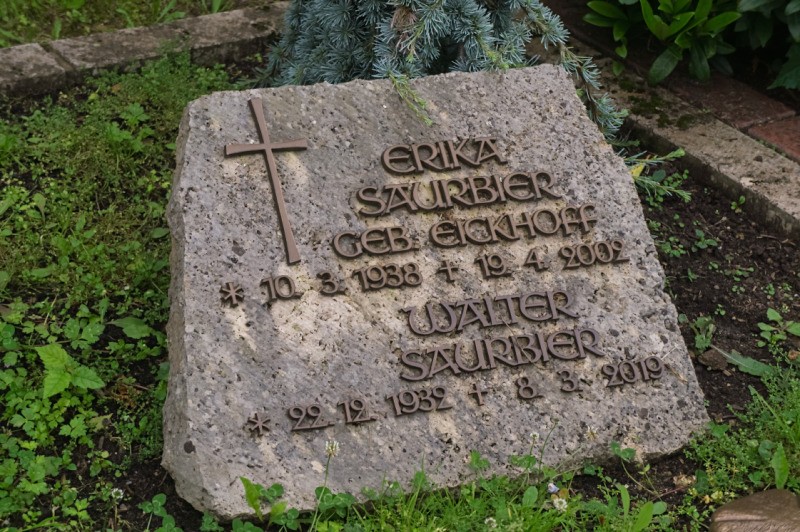 ERIKA
SAURBIER
GEB. EICKHOFF
* 10. 3. 1938 + 19. 4. 2002
WALTER
SAURBIER
* 22. 12. 1932 + 8. 3. 2019